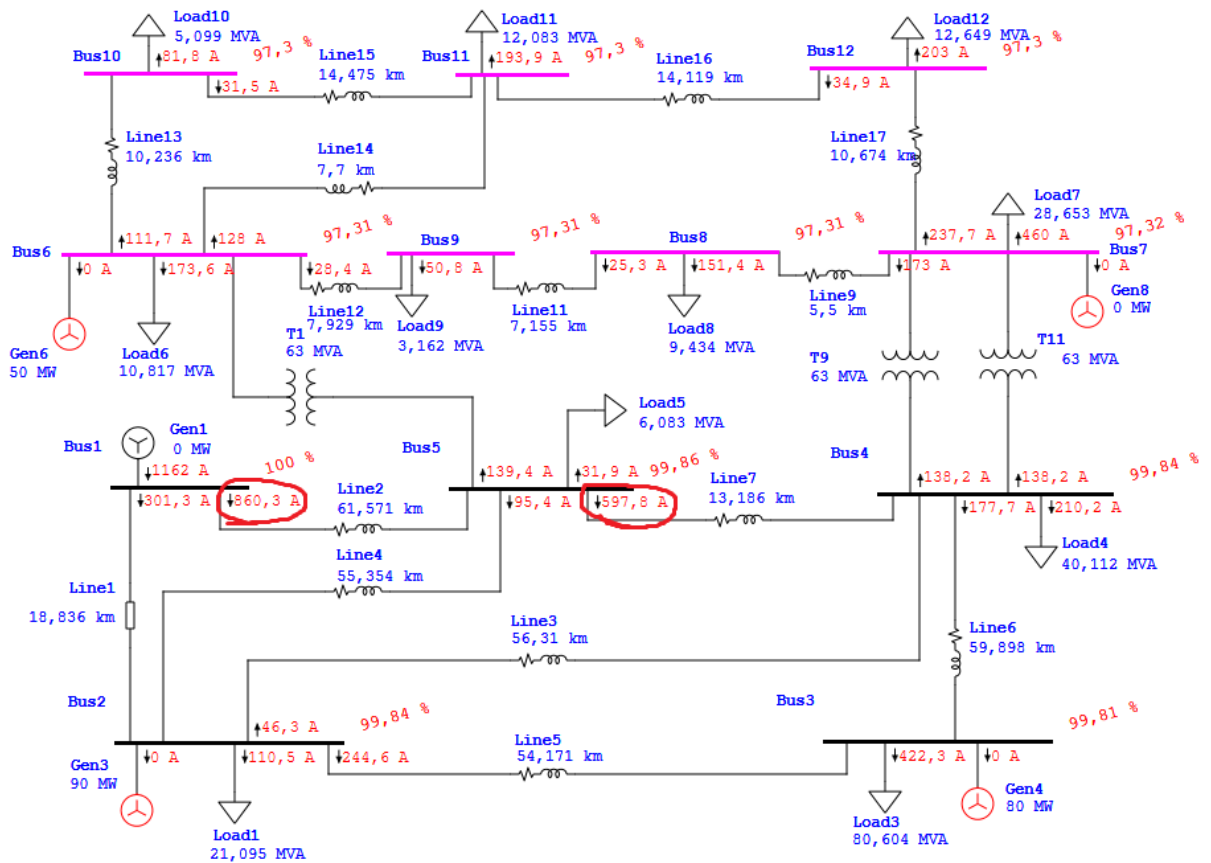 Load10
5,099 MVA
Bus10
81,8 A
97,3 %
31,5 A
Line15
14,475 km
Load11
12,083 MVA
Bus11
193,9 A
97,3 %
Line16
14,119 km
Load12
12,649 MVA
Bus12
203 A
97,3 %
34,9 A
Line13
10,236 km
Line14
7,7 km
Line17
10,674 km
Load7
28,653 MVA
Bus6
111,7 A
128 A
97,31 %
0 A
173,6 A
28,4 A
Bus9
97,31 %
50,8 A
Bus8
97,31 %
25,3 A
151,4 A
237,7 A
460 A
97,32 %
Bus7
173 A
0 A
Line12
7,929 km
Line11
7,155 km
Line9
5,5 km
Gen8
0 MW
Gen6
50 MW
Load6
10,817 MVA
T1
63 MVA
Load9
3,162 MVA
Load8
9,434 MVA
T9
63 MVA
T11
63 MVA
Load5
6,083 MVA
Bus1
Gen1
0 MW
1162 A
100 %
301,3 A
860,3 A
Line2
61,571 km
Bus5
139,4 A
31,9 A
99,86 %
95,4 A
597,8 A
Line7
13,186 km
Bus4
138,2 A
138,2 A
99,84 %
177,7 A
210,2 A
Load4
40,112 MVA
Line4
55,354 km
Line1
18,836 km
Line3
56,31 km
Line6
59,898 km
Bus2
46,3 A
99,84 %
0 A
110,5 A
244,6 A
Line5
54,171 km
Bus3
99,81 %
422,3 A
0 A
Gen3
90 MW
Load1
21,095 MVA
Load3
80,604 MVA
Gen4
80 MW